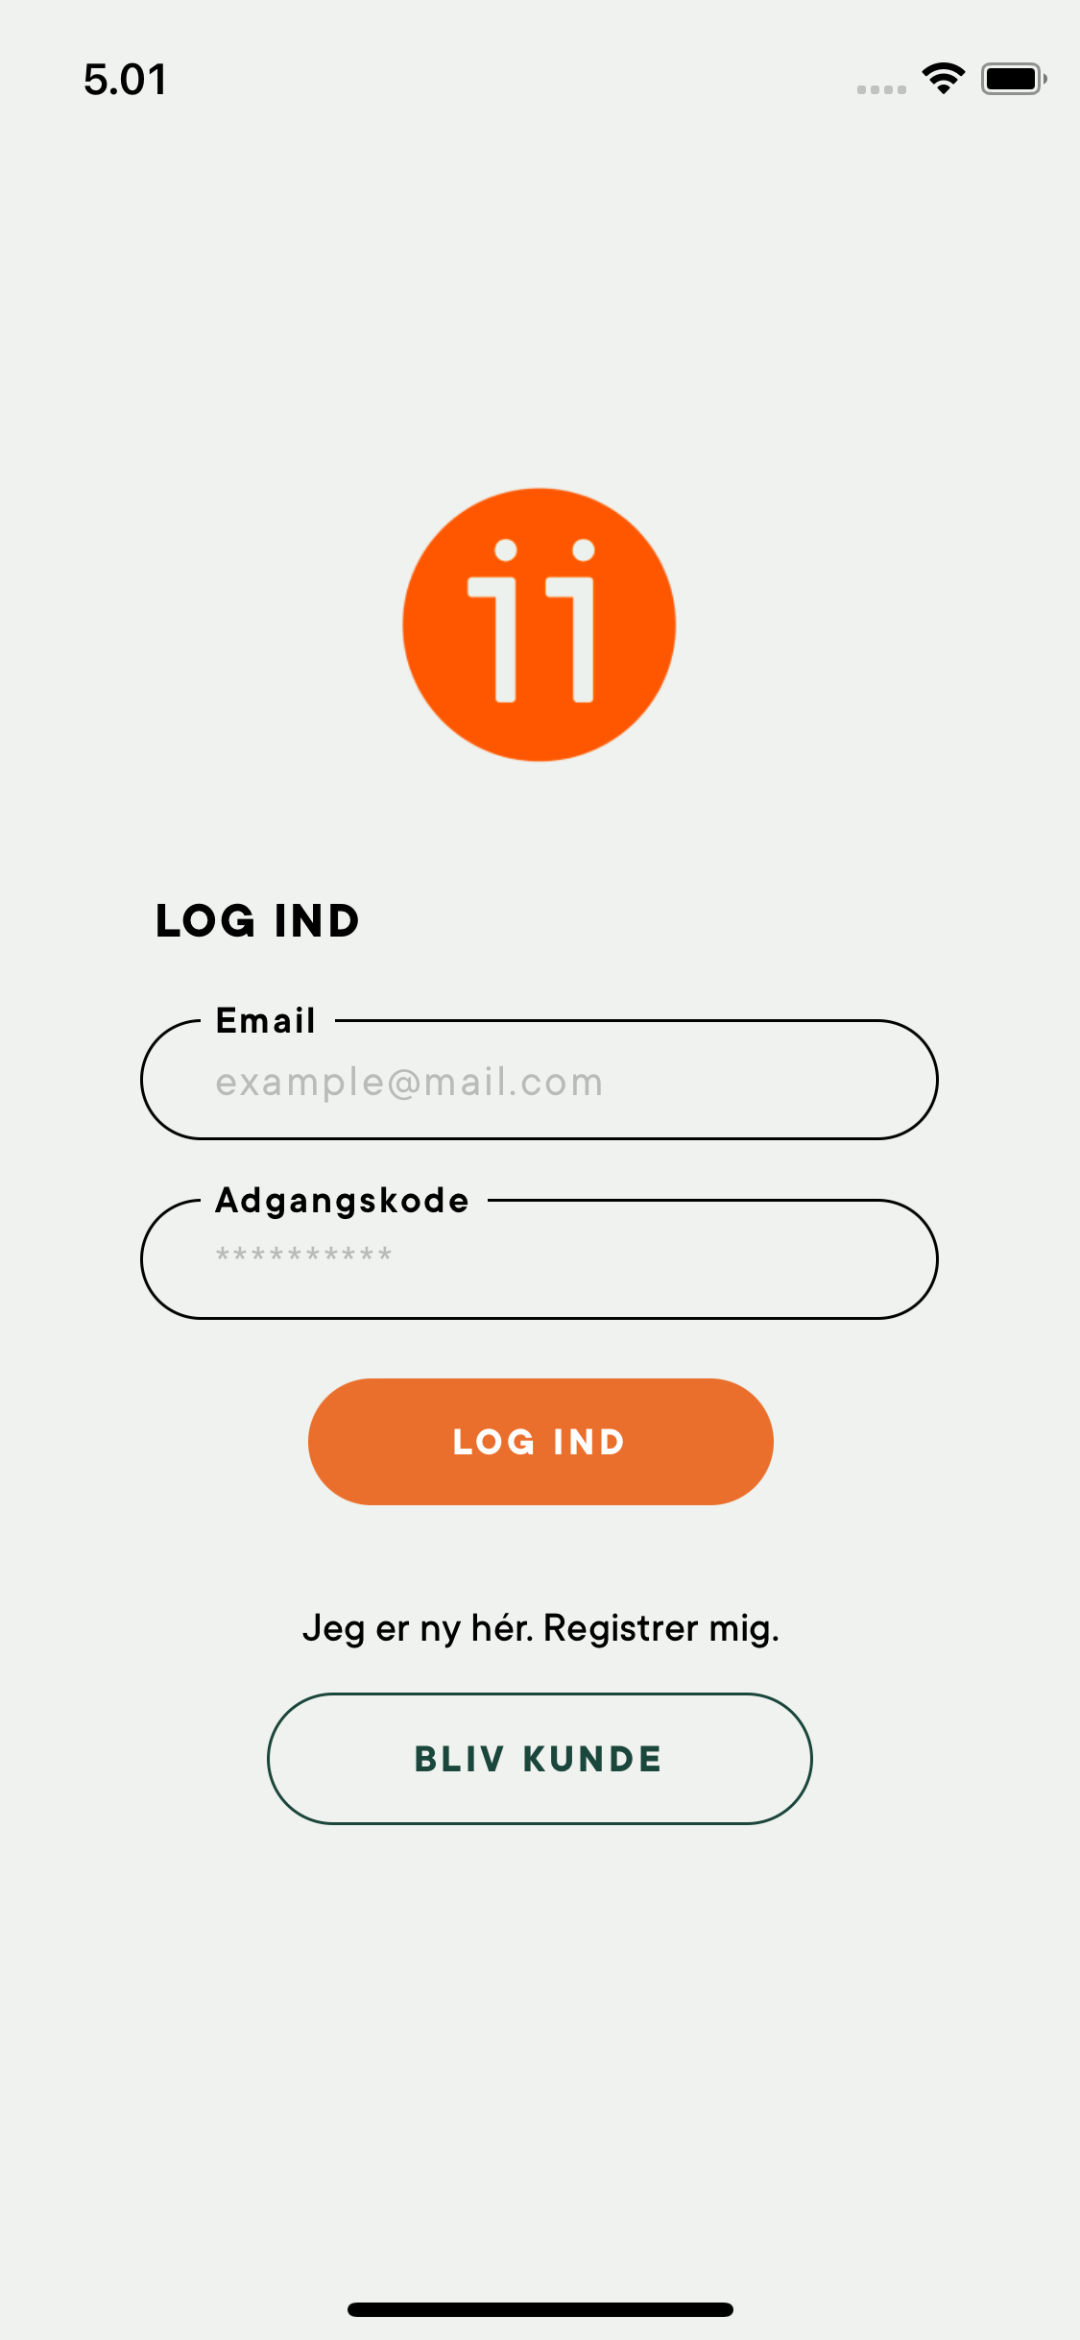 5.01
LOG IND
Email
example@mail.com
Adgangskode
**********
LOG IND
Jeg er ny hér. Registrer mig.
BLIV KUNDE